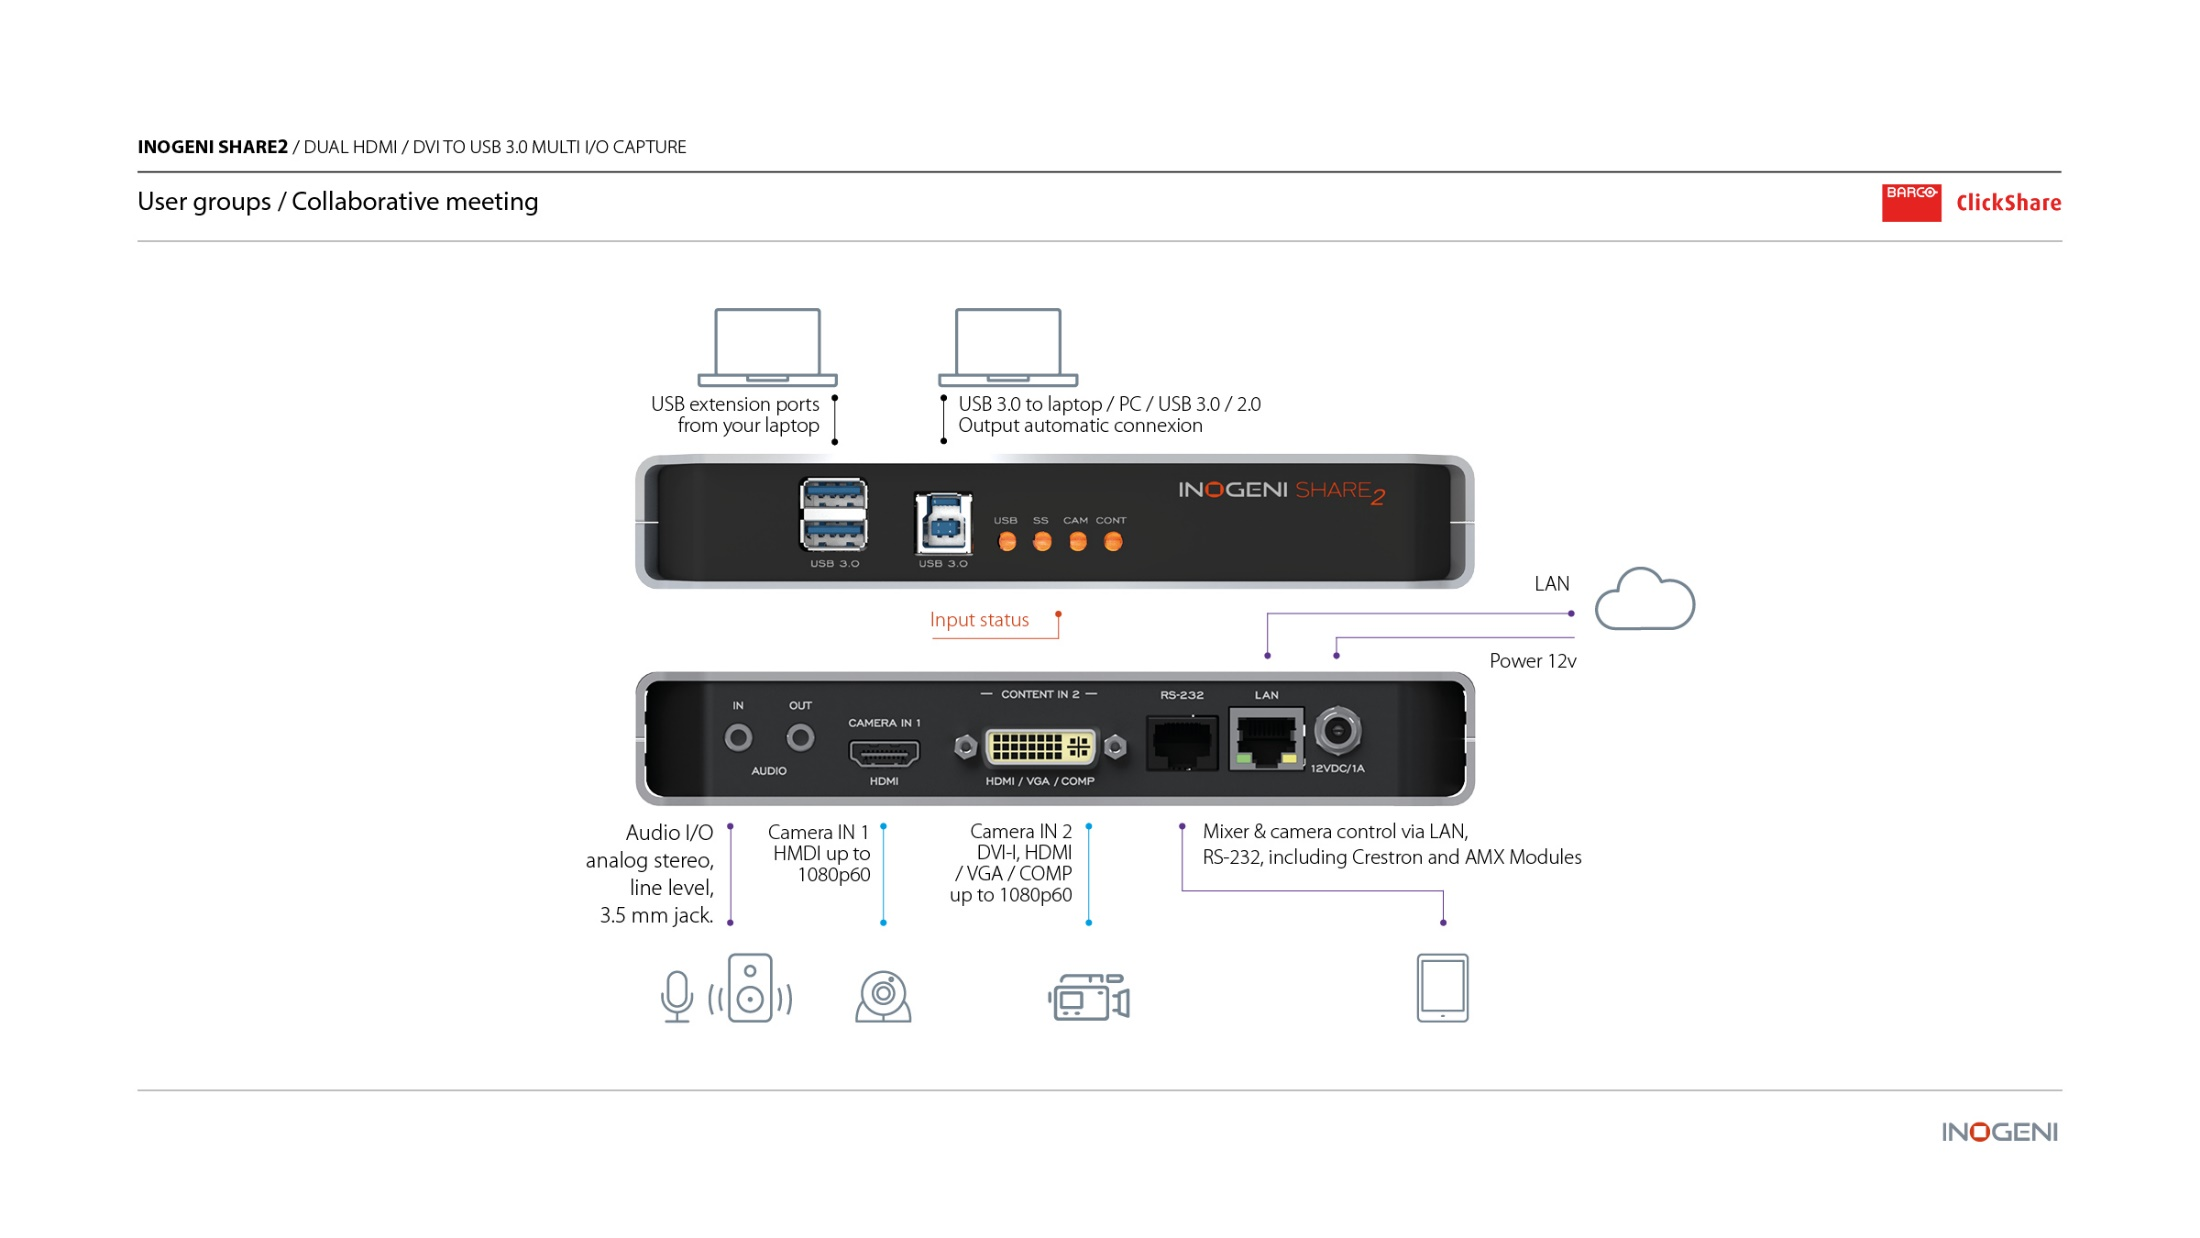 INOGENI SHARE2 / DUAL HDMI / DVI TO USB 3.0 MULTI I/O CAPTURE
User groups / Collaborative meeting
BARCO
ClickShare
USB extension ports
from your laptop
USB 3.0 to laptop / PC / USB 3.0 / 2.0
Output automatic connexion
INOGENI SHARE2
USB SS CAM CONT
USB 3.0
USB 3.0
LAN
Input status
Power 12v
IN
OUT
AUDIO
CAMERA IN 1
HDMI
— CONTENT IN 2 —
HDMI / VGA / COMP
RS-232
LAN
12VDC/1A
Audio I/O
analog stereo,
line level,
3.5 mm jack.
Camera IN 1
HMDI up to
1080p60
Camera IN 2
DVI-I, HDMI
/ VGA / COMP
up to 1080p60
Mixer & camera control via LAN,
RS-232, including Crestron and AMX Modules
INOGENI